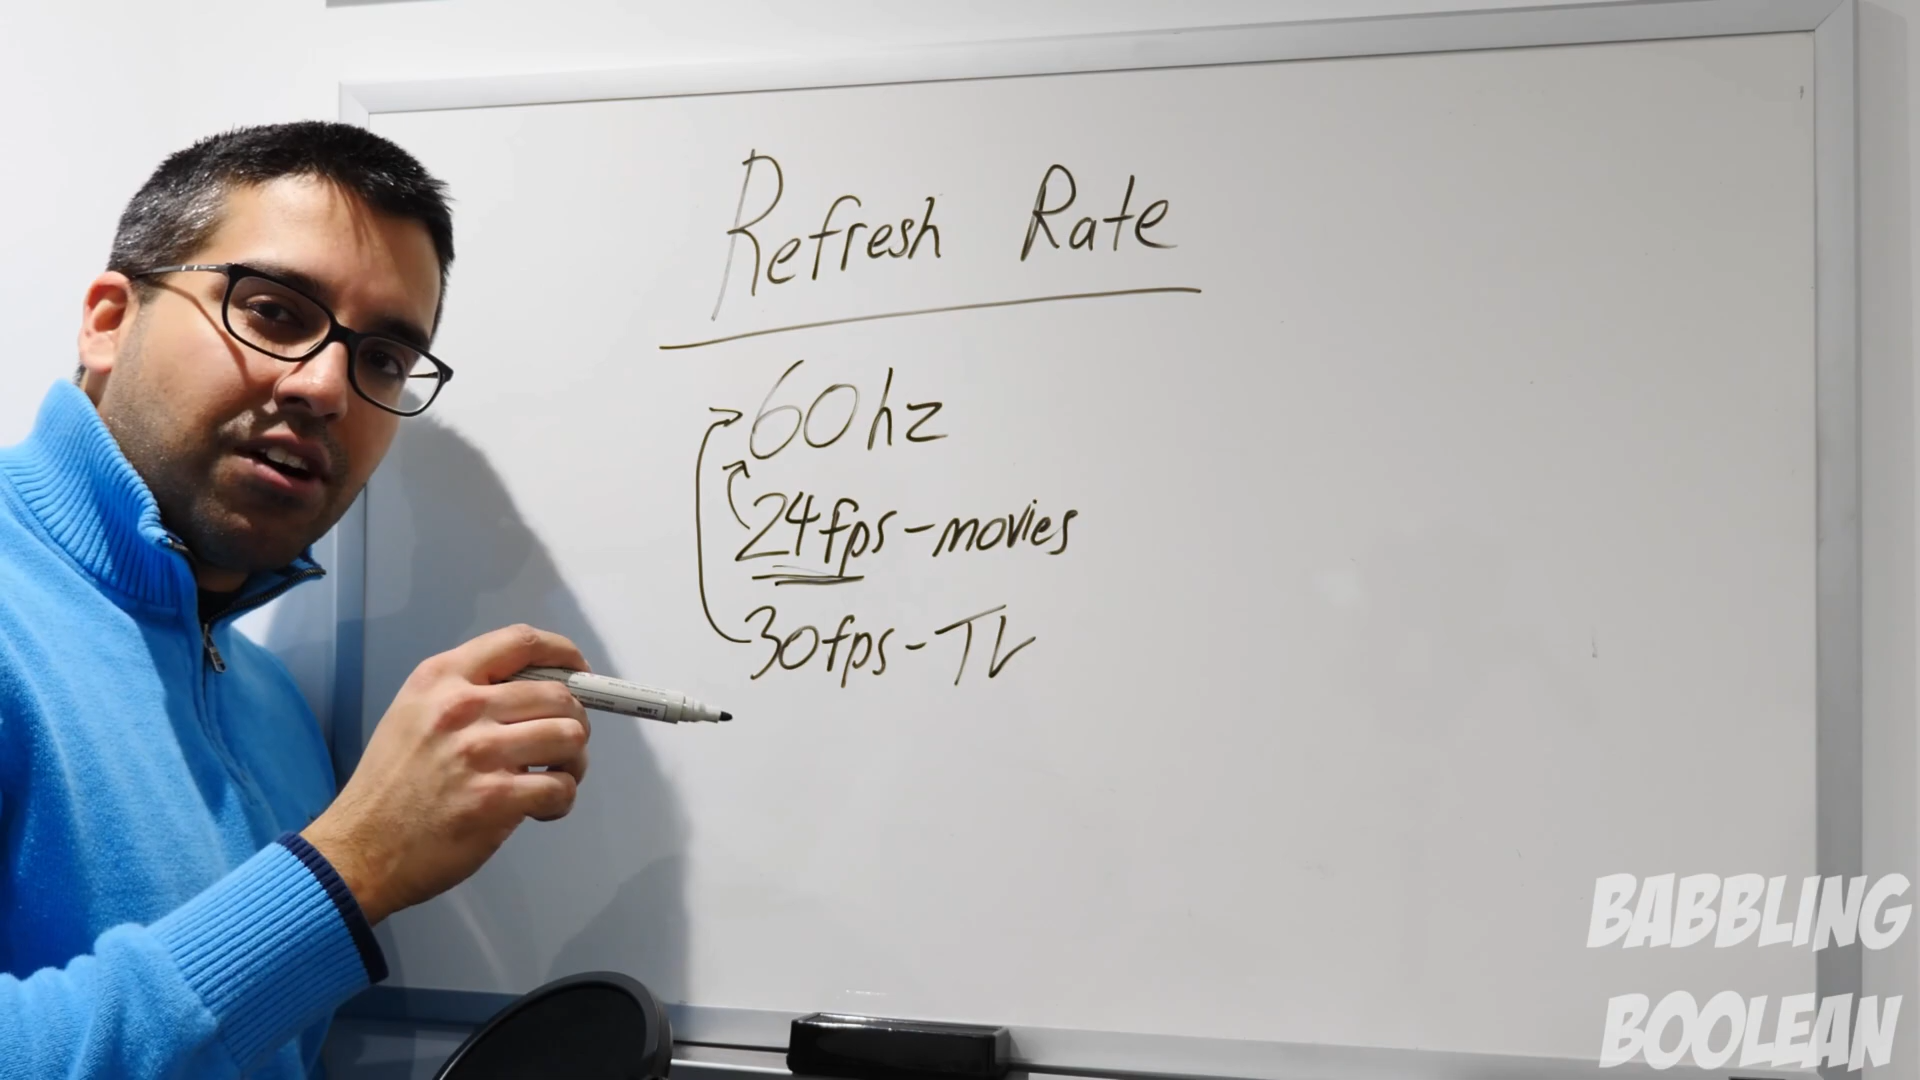 Refresh Rate
60hz
24fps-movies
30fps-TV
BABBLING
BOOLEAN